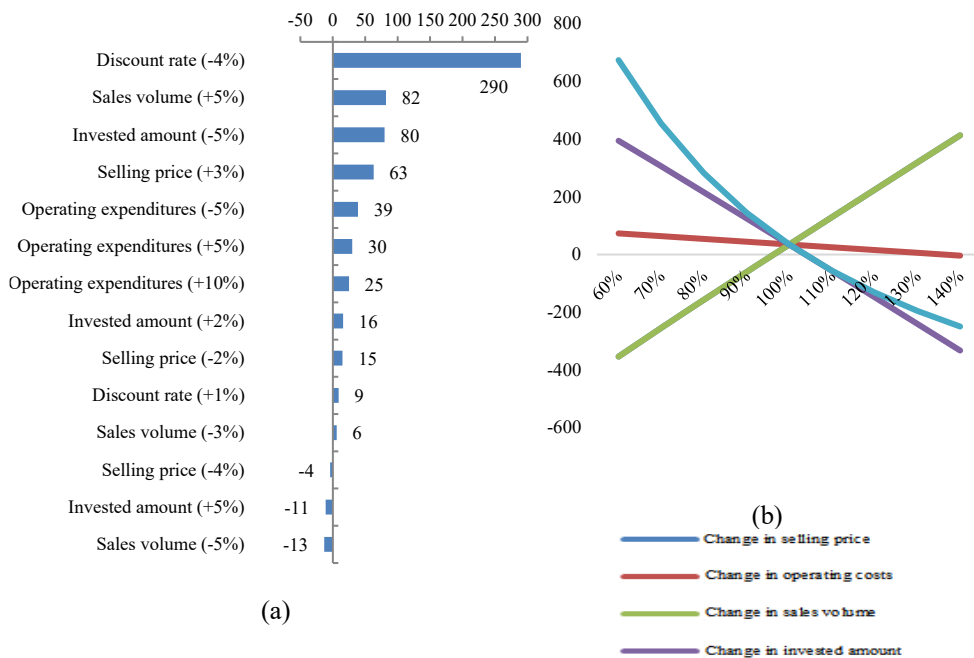 -50 0 50 100 150 200 250 300
Discount rate (-4%)
290
Sales volume (+5%)
82
Invested amount (-5%)
80
Selling price (+3%)
63
Operating expenditures (-5%)
39
Operating expenditures (+5%)
30
Operating expenditures (+10%)
25
Invested amount (+2%)
16
Selling price (-2%)
15
Discount rate (+1%)
9
Sales volume (-3%)
6
Selling price (-4%)
-4
Invested amount (+5%)
-11
Sales volume (-5%)
-13
(a)
800
600
400
200
0
-200
-400
-600
60% 70% 80% 90% 100% 110% 120% 130% 140%
(b)
Change in selling price
Change in operating costs
Change in sales volume
Change in invested amount